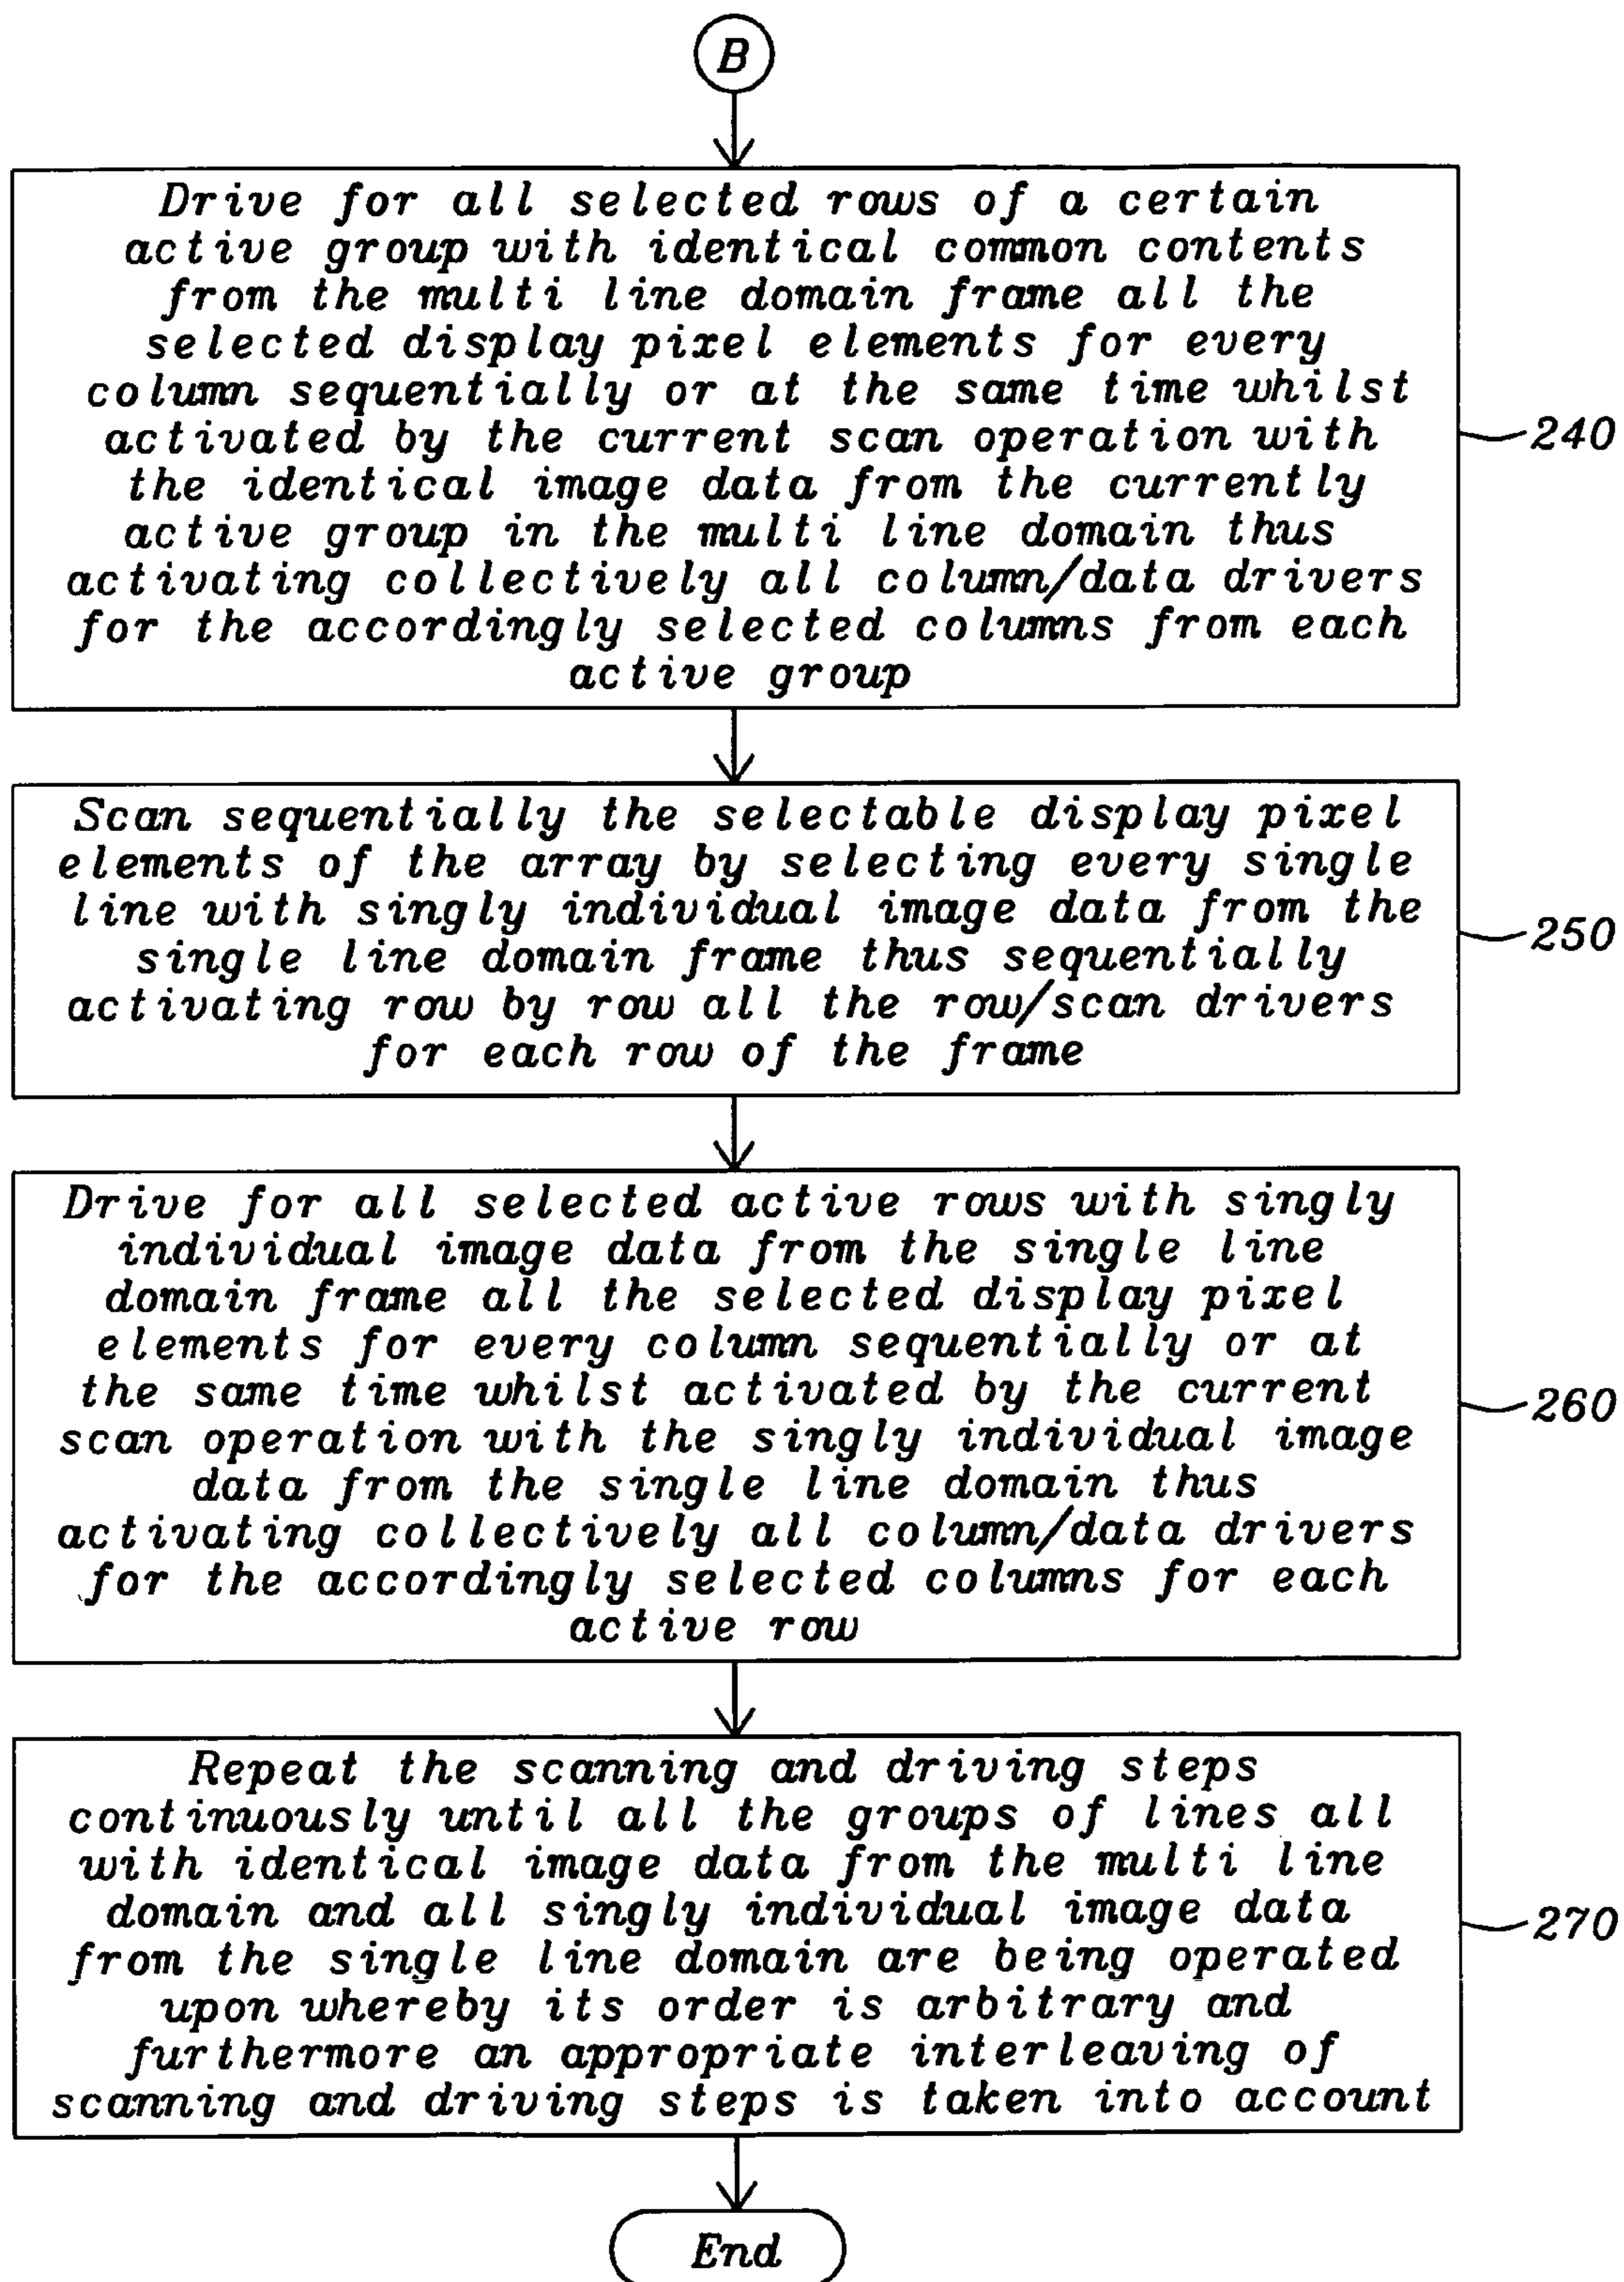 B
Drive for all selected rows of a certain
active group with identical common contents
from the multi line domain frame all the
selected display pixel elements for every
column sequentially or at the same time whilst
activated by the current scan operation with
the identical image data from the currently
active group in the multi line domain thus
activating collectively all column/data drivers
for the accordingly selected columns from each
active group
240
Scan sequentially the selectable display pixel
elements of the array by selecting every single
line with singly individual image data from the
single line domain frame thus sequentially
activating row by row all the row/scan drivers
for each row of the frame
250
Drive for all selected active rows with singly
individual image data from the single line
domain frame all the selected display pixel
elements for every column sequentially or at
the same time whilst activated by the current
scan operation with the singly individual image
data from the single line domain thus
activating collectively all column/data drivers
for the accordingly selected columns for each
active row
260
Repeat the scanning and driving steps
continuously until all the groups of lines all
with identical image data from the multi line
domain and all singly individual image data
from the single line domain are being operated
upon whereby its order is arbitrary and
furthermore an appropriate interleaving of
scanning and driving steps is taken into account
270
End